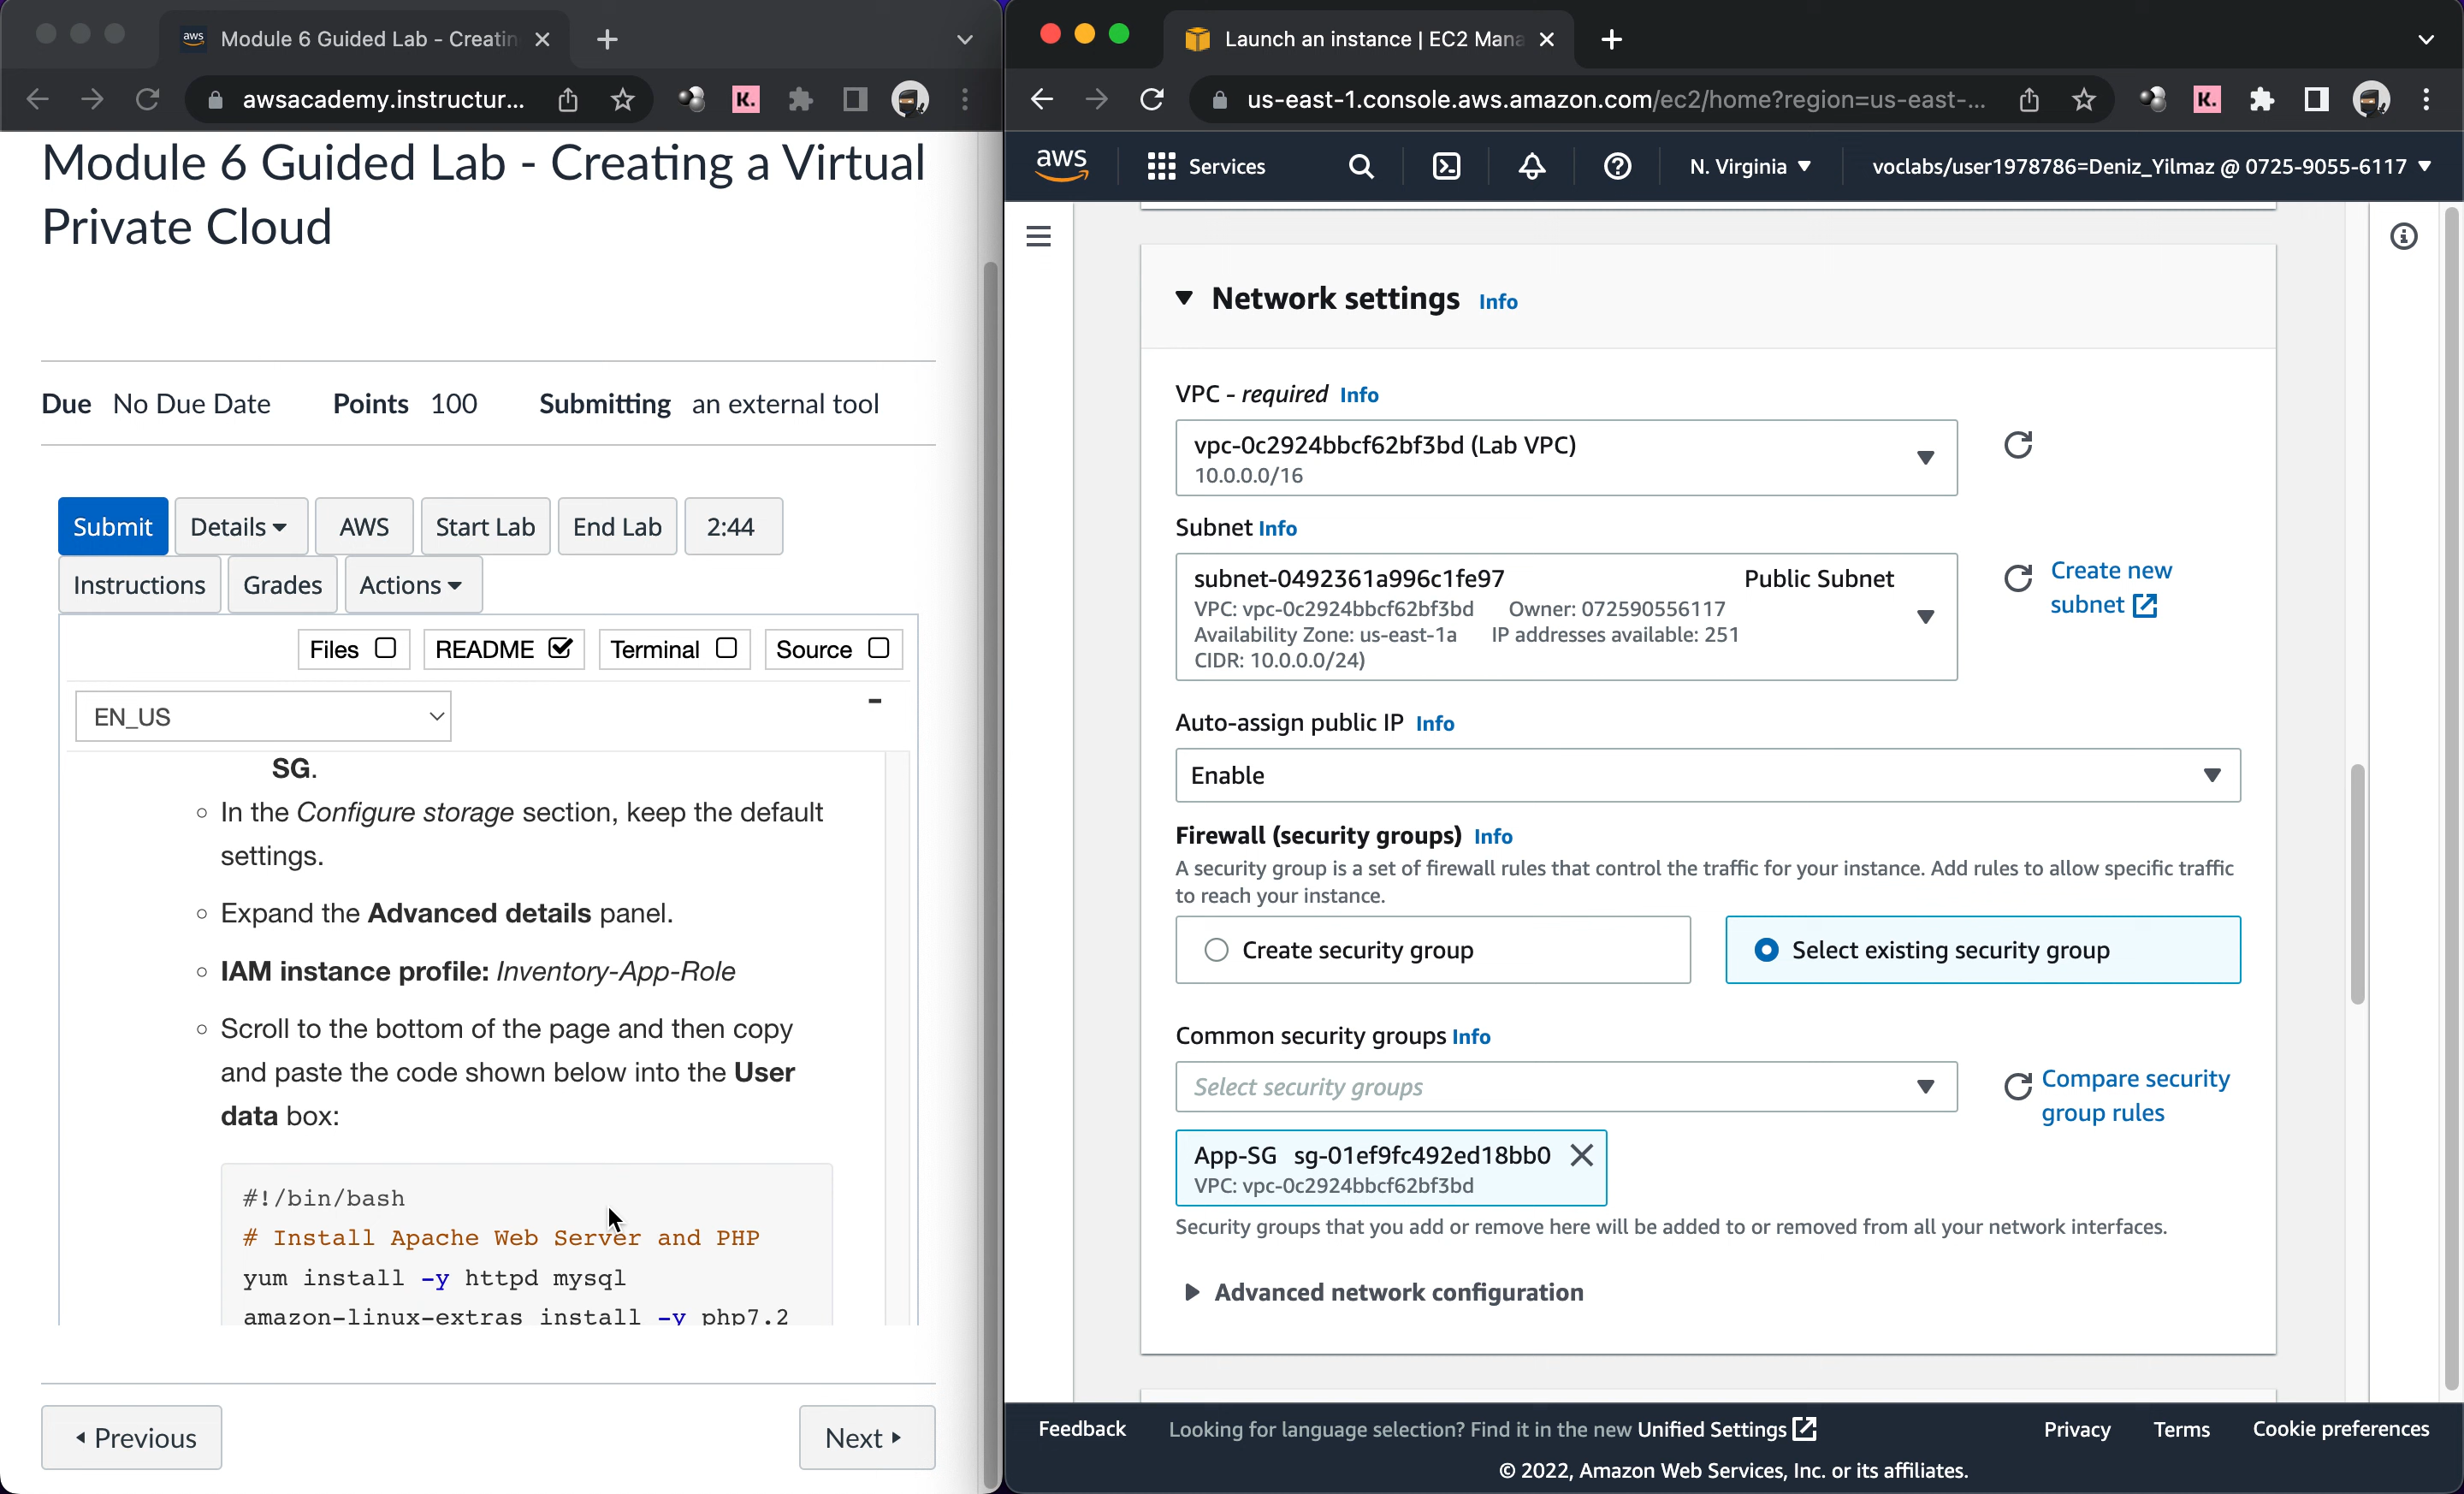 aws Module 6 Guided Lab - Creatin
awsacademy.instructur...
K.
Module 6 Guided Lab - Creating a Virtual
Private Cloud
Due No Due Date Points 100 Submitting an external tool
Submit Details AWS Start Lab End Lab 2:44
Instructions Grades Actions
Files README Terminal Source
EN_US
SG.
In the Configure storage section, keep the default
settings.
Expand the Advanced details panel.
IAM instance profile: Inventory-App-Role
Scroll to the bottom of the page and then copy
and paste the code shown below into the User
data box:
#!/bin/bash
# Install Apache Web Server and PHP
yum install -y httpd mysql
amazon-linux-extras install -y php7.2
Previous Next
Launch an instance | EC2 Mana
us-east-1.console.aws.amazon.com/ec2/home?region=us-east-...
K.
aws Services N. Virginia voclabs/user1978786=Deniz_Yilmaz @ 0725-9055-6117
Network settings Info
VPC - required Info
vpc-0c2924bbcf62bf3bd (Lab VPC)
10.0.0.0/16
Subnet Info
subnet-0492361a996c1fe97 Public Subnet
VPC: vpc-0c2924bbcf62bf3bd Owner: 072590556117
Availability Zone: us-east-1a IP addresses available: 251
CIDR: 10.0.0.0/24)
Create new
subnet
Auto-assign public IP Info
Enable
Firewall (security groups) Info
A security group is a set of firewall rules that control the traffic for your instance. Add rules to allow specific traffic
to reach your instance.
Create security group Select existing security group
Common security groups Info
Select security groups
Compare security
group rules
App-SG sg-01ef9fc492ed18bb0
VPC: vpc-0c2924bbcf62bf3bd
Security groups that you add or remove here will be added to or removed from all your network interfaces.
Advanced network configuration
Feedback Looking for language selection? Find it in the new Unified Settings Privacy Terms Cookie preferences
© 2022, Amazon Web Services, Inc. or its affiliates.